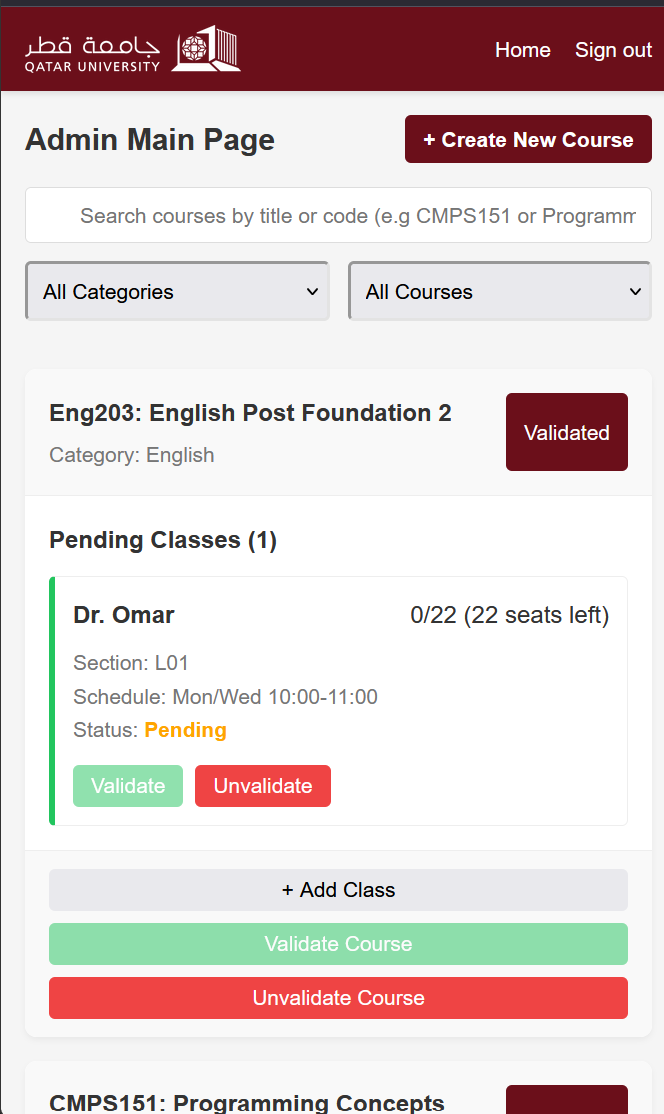 جامعة قطر
QATAR UNIVERSITY
Home Sign out
Admin Main Page
+ Create New Course
Search courses by title or code (e.g CMPS151 or Programm
All Categories
All Courses
Eng203: English Post Foundation 2
Validated
Category: English
Pending Classes (1)
Dr. Omar
0/22 (22 seats left)
Section: L01
Schedule: Mon/Wed 10:00-11:00
Status: Pending
Validate
Unvalidate
+ Add Class
Validate Course
Unvalidate Course
CMPS151: Programming Concepts